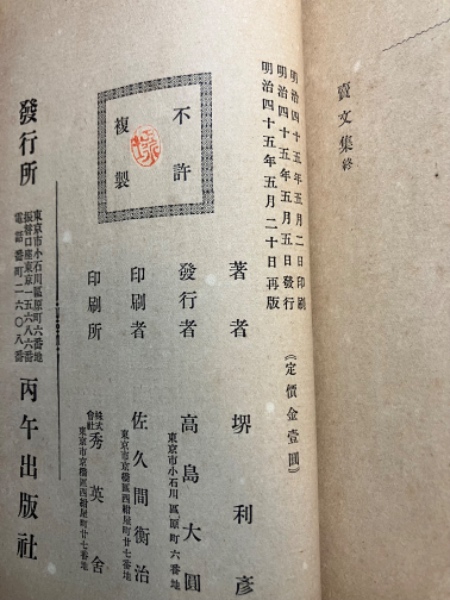 賣文集 終
明治四十五年五月二日印刷
明治四十五年五月五日發行
明治四十五年五月二十日再版
《定價金壹圓》
不許
複製
著者 堺利彦
發行者 高島大圓
東京市小石川區原町六番地
印刷者 佐久間衡治
東京市京橋區西紺屋町廿七番地
印刷所 株式會社 秀英舍
東京市京橋區西紺屋町廿七番地
發行所 丙午出版社
東京市小石川區原町六番地
振替口座東京一五六八六番
電話番町二六〇八番